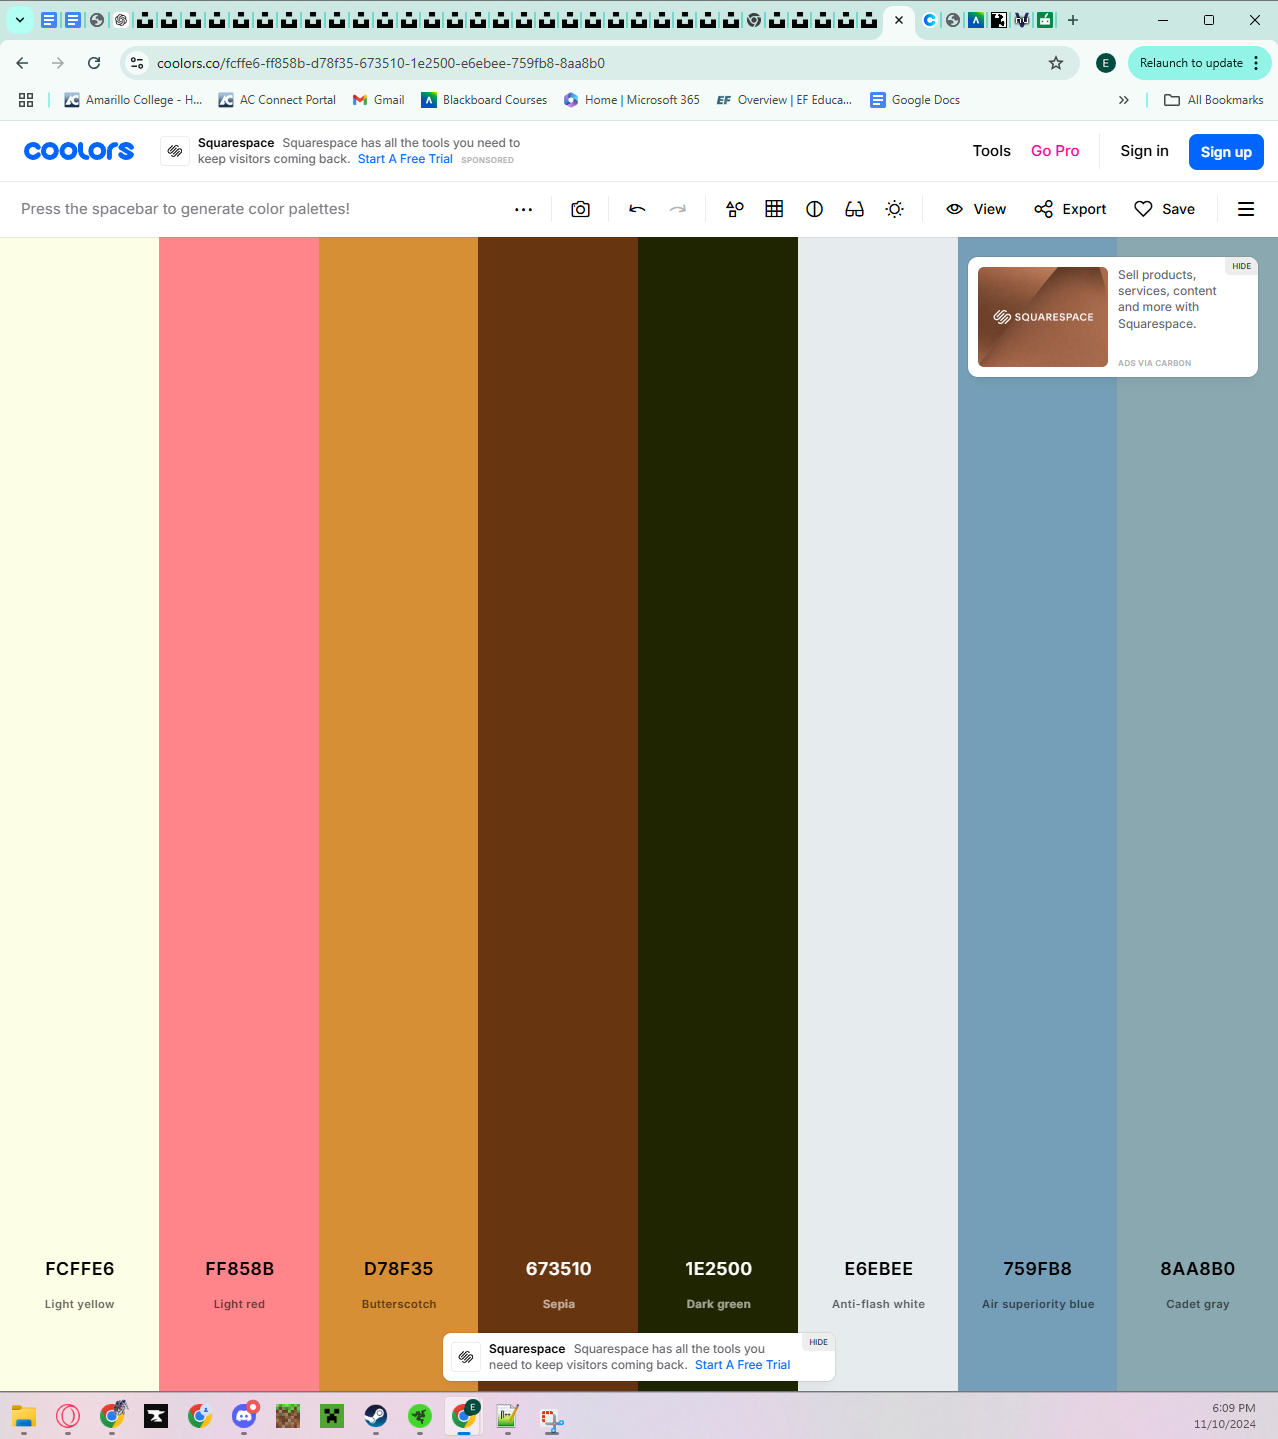 coolors.co/fcffe6-ff858b-d78f35-673510-1e2500-e6ebee-759fb8-8aa8b0
E
Relaunch to update
Amarillo College - H...
AC Connect Portal
Gmail
Blackboard Courses
Home | Microsoft 365
EF Overview | EF Educa...
Google Docs
All Bookmarks
coolors
Squarespace Squarespace has all the tools you need to
keep visitors coming back. Start A Free Trial SPONSORED
Tools
Go Pro
Sign in
Sign up
Press the spacebar to generate color palettes!
View
Export
Save
HIDE
SQUARESPACE
Sell products,
services, content
and more with
Squarespace.
ADS VIA CARBON
FCFFE6
Light yellow
FF858B
Light red
D78F35
Butterscotch
673510
Sepia
1E2500
Dark green
E6EBEE
Anti-flash white
759FB8
Air superiority blue
8AA8B0
Cadet gray
Squarespace Squarespace has all the tools you
need to keep visitors coming back. Start A Free Trial
HIDE
E
6:09 PM
11/10/2024